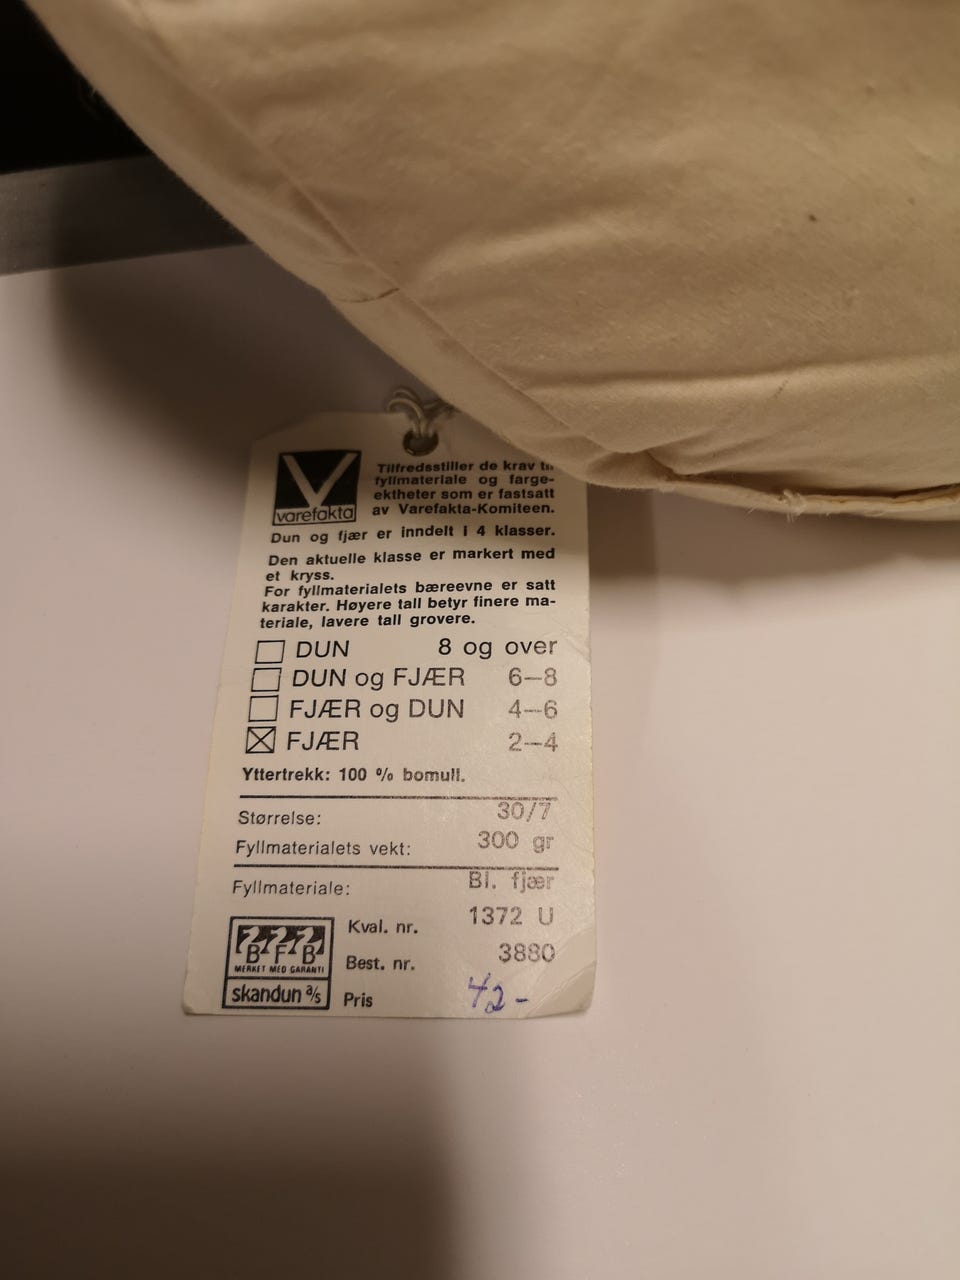 V
varefakta
Tilfredsstiller de krav
fyllmateriale og farge-
ektheter som er fastsatt
av Varefakta-Komiteen.
Dun og fjær er inndelt i 4 klasser.
Den aktuelle klasse er markert med
et kryss.
For fyllmaterialets bæreevne er satt
karakter. Høyere tall betyr finere ma-
teriale, lavere tall grovere.
DUN 8 og over
DUN og FJÆR 6–8
FJÆR og DUN 4–6
FJÆR 2–4
Yttertrekk: 100 % bomull.
Størrelse: 30/7
Fyllmaterialets vekt: 300 gr
Fyllmateriale: Bl. fjær
Kval. nr. 1372 U
Best. nr. 3880
Pris 42-
BFB
MERKET MED GARANTI
skandun a/s